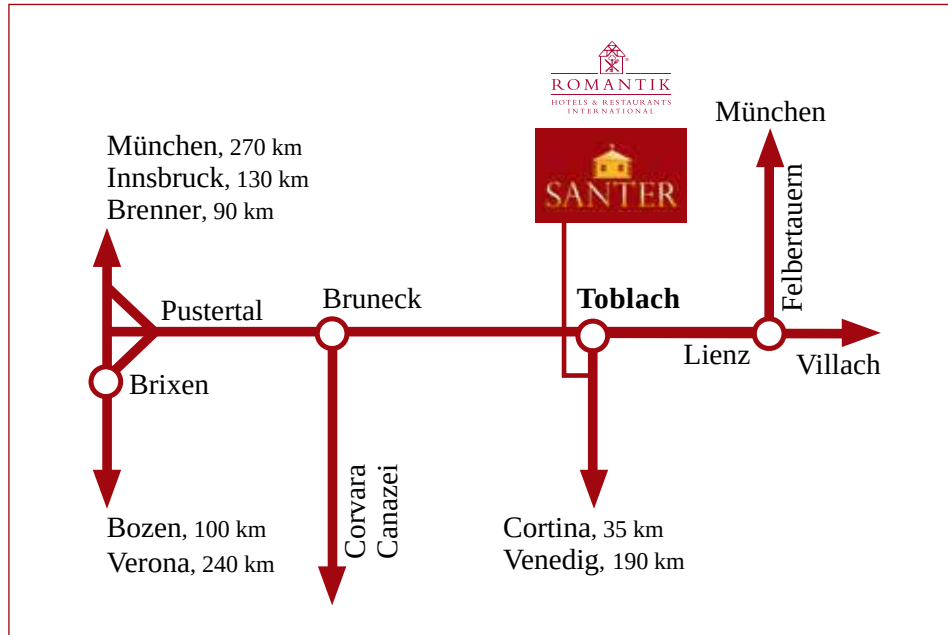 ROMANTIK
HOTELS & RESTAURANTS
INTERNATIONAL
SANTER
München
München, 270 km
Innsbruck, 130 km
Brenner, 90 km
Felbertauern
Pustertal
Bruneck
Toblach
Lienz
Villach
Brixen
Corvara
Canazei
Bozen, 100 km
Verona, 240 km
Cortina, 35 km
Venedig, 190 km